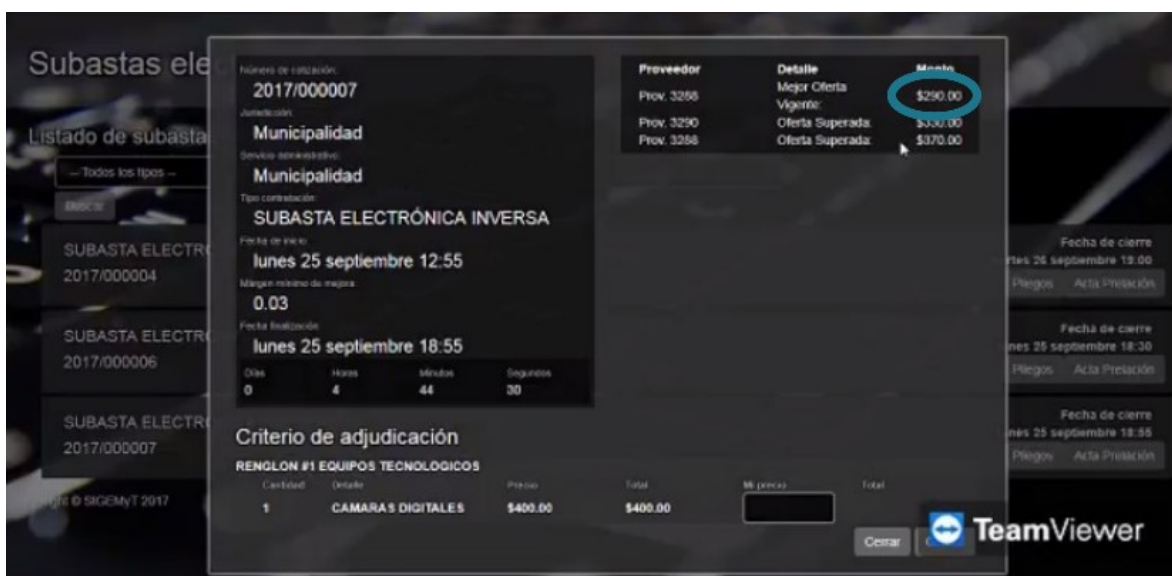 Subastas ele
Listado de subasta
-- Todos los tipos --
Buscar
SUBASTA ELECTR
2017/000004
SUBASTA ELECTR
2017/000006
SUBASTA ELECTR
2017/000007
© SIGEMyT 2017
Número de cotización:
2017/000007
Jurisdicción:
Municipalidad
Servicio administrativo:
Municipalidad
Tipo contratación:
SUBASTA ELECTRÓNICA INVERSA
Fecha de inicio:
lunes 25 septiembre 12:55
Márgen mínimo de mejora:
0.03
Fecha finalización:
lunes 25 septiembre 18:55
Días Horas Minutos Segundos
0 4 44 30
Proveedor Detalle Monto
Prov. 3288 Mejor Oferta Vigente: $290.00
Prov. 3290 Oferta Superada: $330.00
Prov. 3288 Oferta Superada: $370.00
Criterio de adjudicación
RENGLON #1 EQUIPOS TECNOLOGICOS
Cantidad Detalle Precio Total Mi precio Total
1 CAMARAS DIGITALES $400.00 $400.00
Cerrar
Fecha de cierre
rtes 26 septiembre 19:00
Pliegos Acta Prelación
Fecha de cierre
nes 25 septiembre 18:30
Pliegos Acta Prelación
Fecha de cierre
nes 25 septiembre 18:55
Pliegos Acta Prelación
TeamViewer